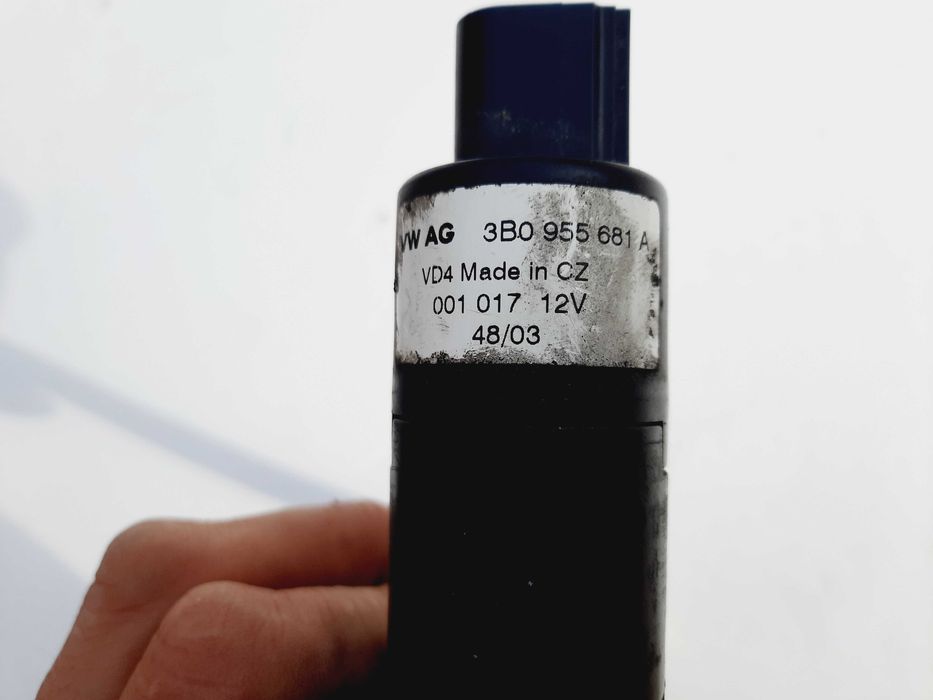 VW AG 3B0 955 681 A
VD4 Made in CZ
001 017 12V
48/03